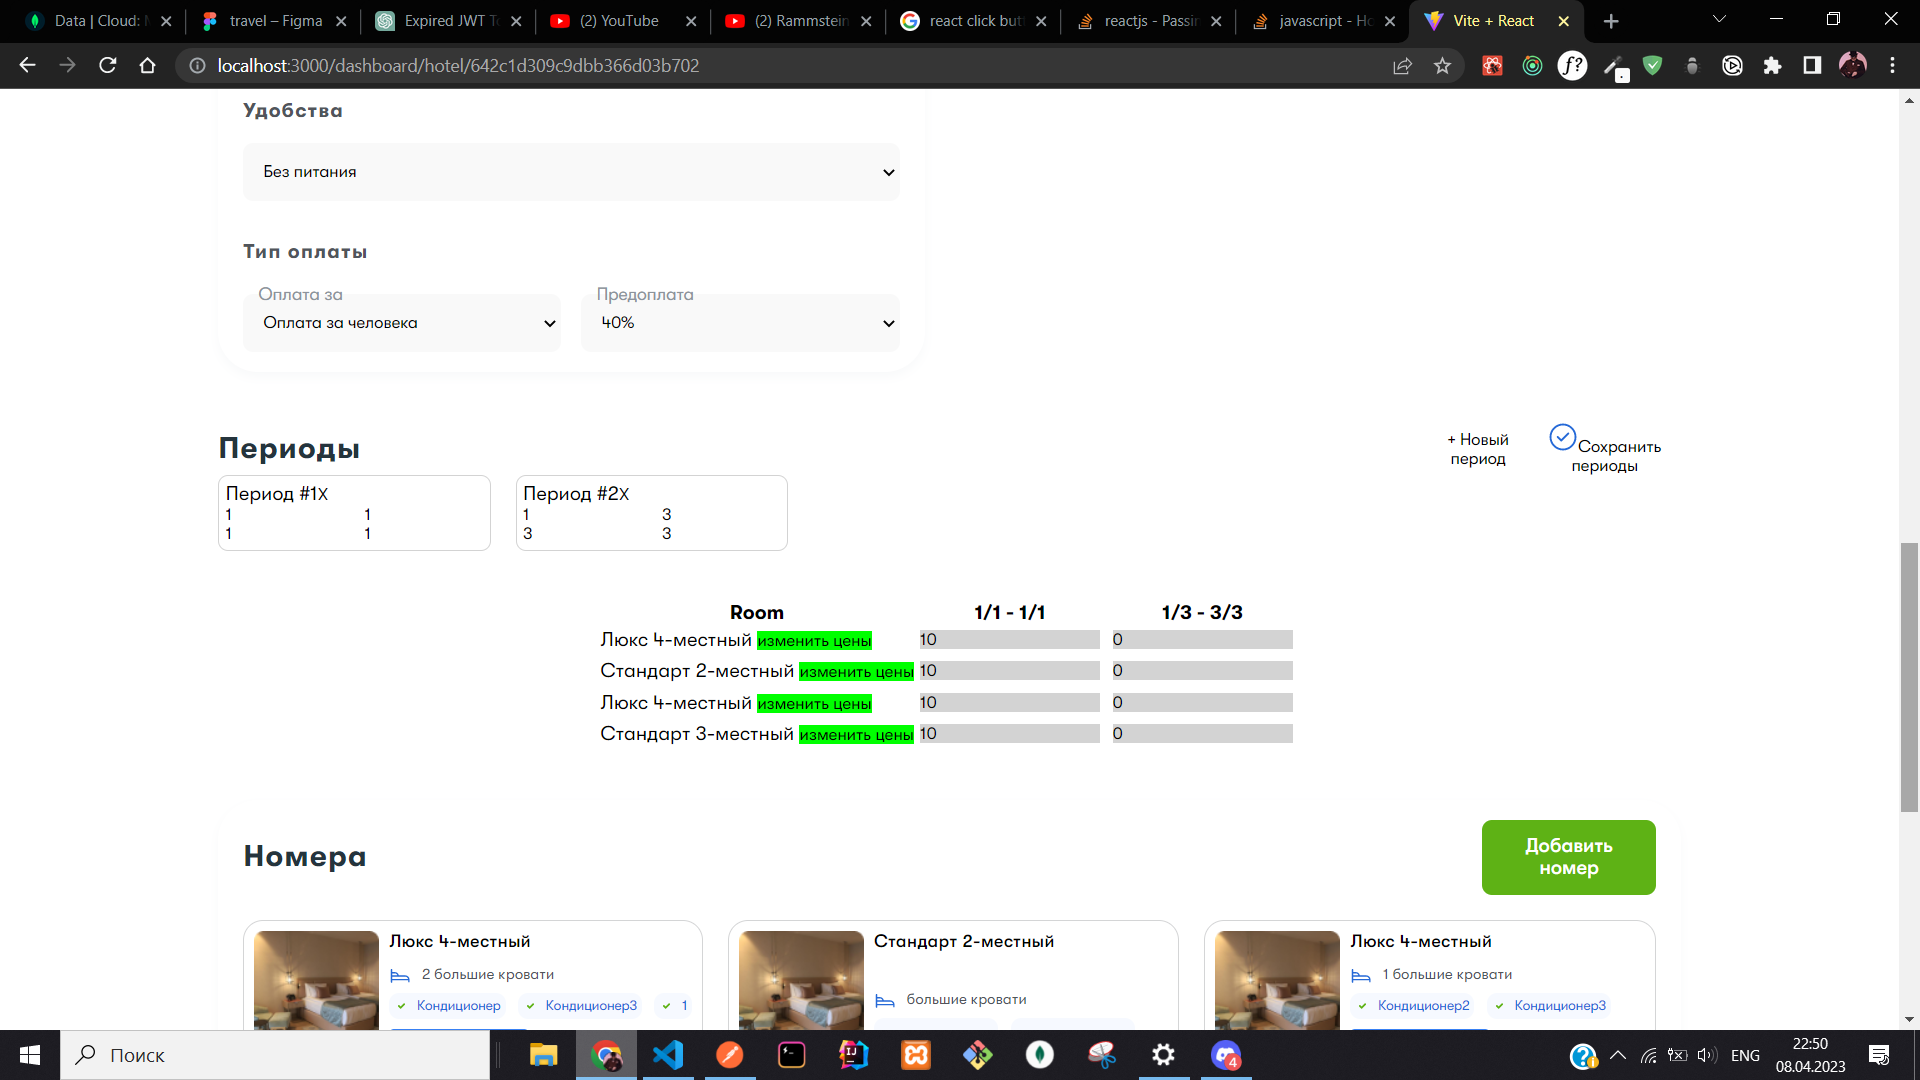 Data | Cloud: M
travel – Figma
Expired JWT To
(2) YouTube
(2) Rammstein
react click butt
reactjs - Passin
javascript - Ho
Vite + React
localhost:3000/dashboard/hotel/642c1d309c9dbb366d03b702
f?
Удобства
Без питания
Тип оплаты
Оплата за
Оплата за человека
Предоплата
40%
Периоды
+ Новый
период
Сохранить
периоды
Период #1X
1 1
1 1
Период #2X
1 3
3 3
Room 1/1 - 1/1 1/3 - 3/3
Люкс 4-местный изменить цены 10 0
Стандарт 2-местный изменить цены 10 0
Люкс 4-местный изменить цены 10 0
Стандарт 3-местный изменить цены 10 0
Номера
Добавить
номер
Люкс 4-местный
2 большие кровати
Кондиционер Кондиционер3 1
Стандарт 2-местный
большие кровати
Люкс 4-местный
1 большие кровати
Кондиционер2 Кондиционер3
Поиск
IJ
4
ENG
22:50
08.04.2023